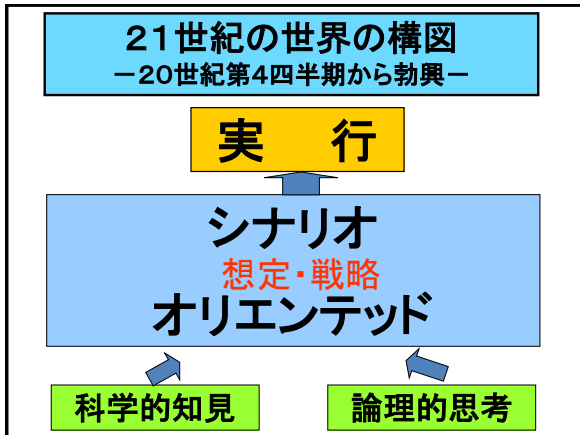 21世紀の世界の構図
－20世紀第4四半期から勃興－
実　行
シナリオ
想定・戦略
オリエンテッド
科学的知見
論理的思考